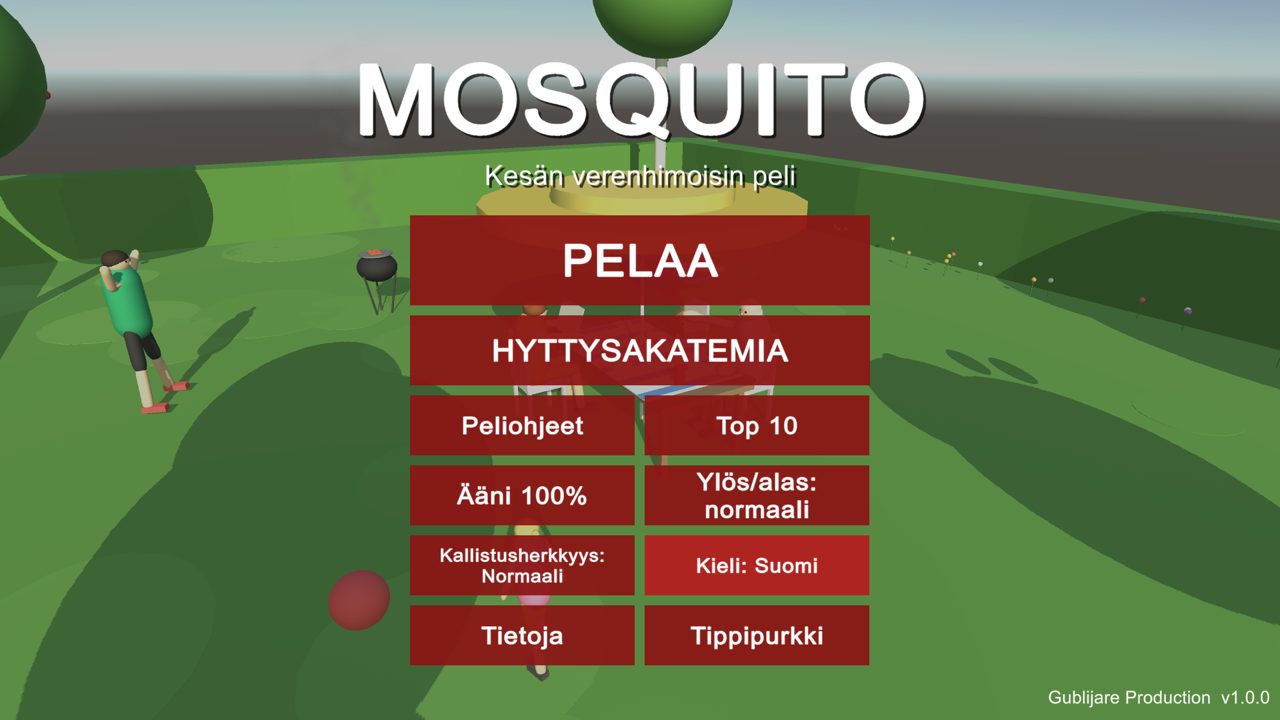 MOSQUITO
Kesän verenhimoisin peli
PELAA
HYTTYSAKATEMIA
Peliohjeet
Top 10
Ääni 100%
Ylös/alas:
normaali
Kallistusherkkyys:
Normaali
Kieli: Suomi
Tietoja
Tippipurkki
Gublijare Production v1.0.0